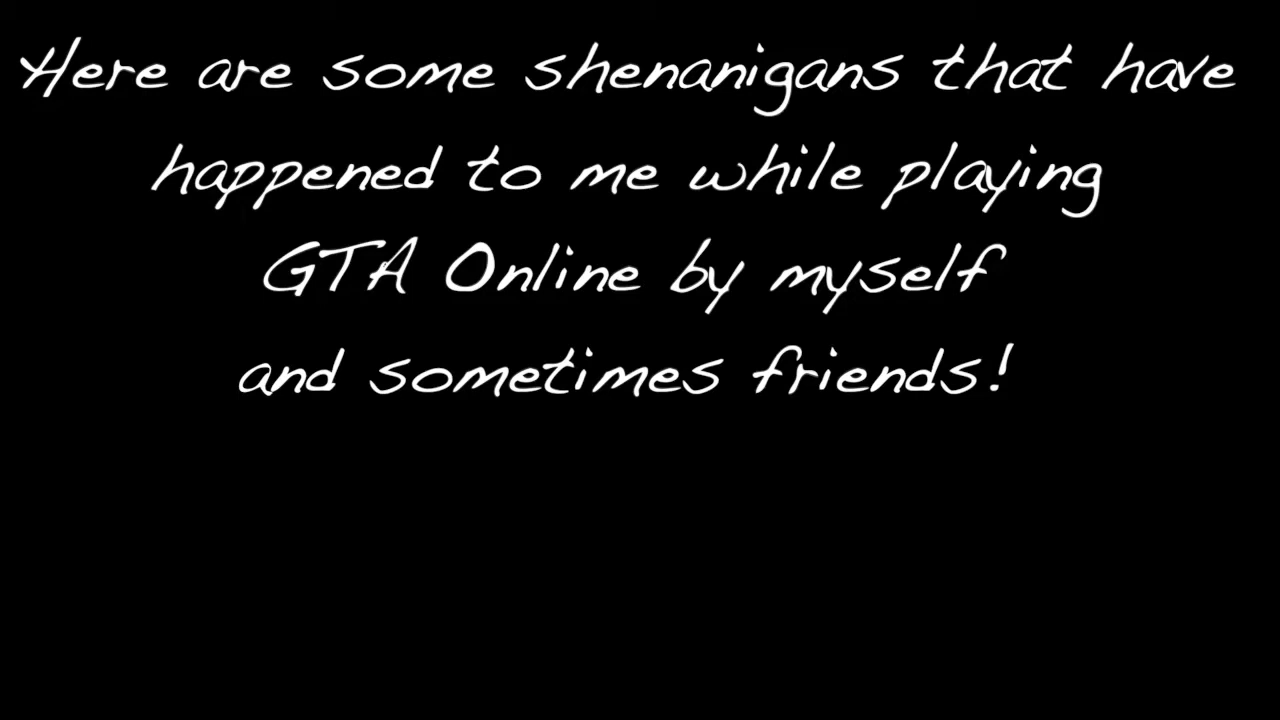 Here are some shenanigans that have
happened to me while playing
GTA Online by myself
and sometimes friends!